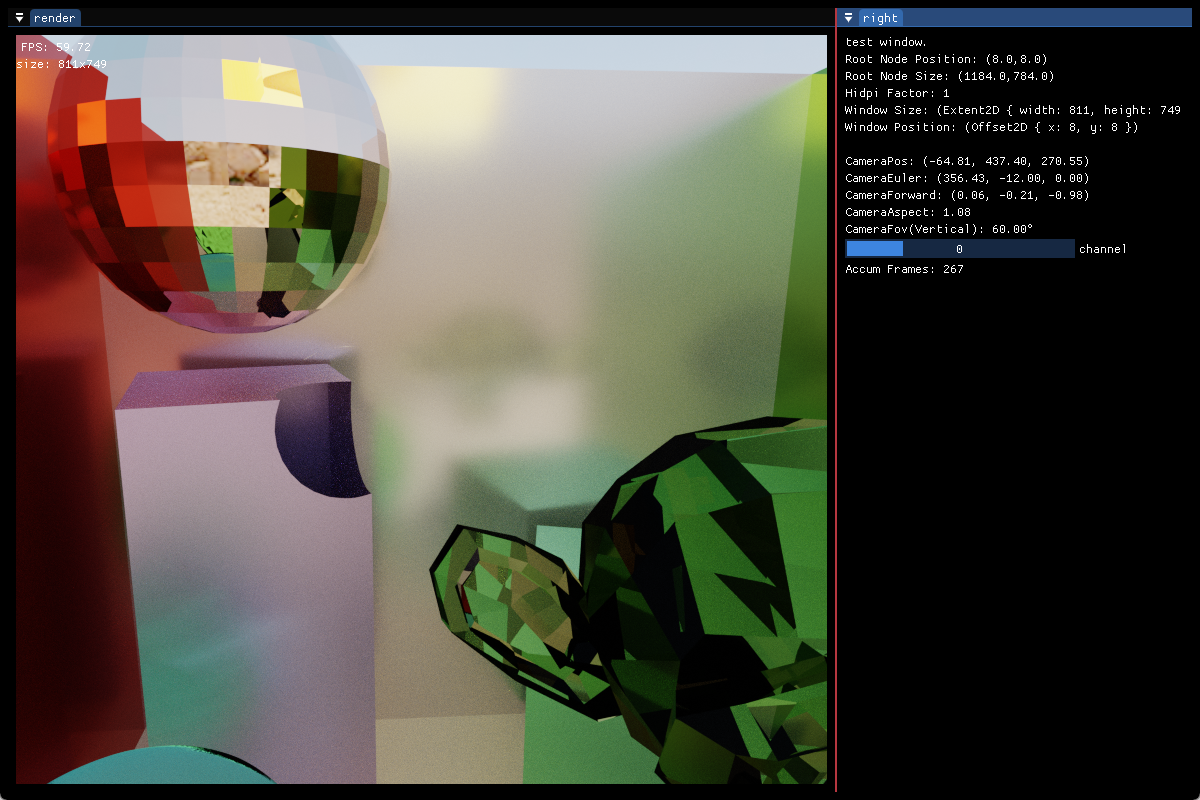 render
FPS: 59.72
size: 811x749
right
test window.
Root Node Position: (8.0,8.0)
Root Node Size: (1184.0,784.0)
Hidpi Factor: 1
Window Size: (Extent2D { width: 811, height: 749
Window Position: (Offset2D { x: 8, y: 8 })
CameraPos: (-64.81, 437.40, 270.55)
CameraEuler: (356.43, -12.00, 0.00)
CameraForward: (0.06, -0.21, -0.98)
CameraAspect: 1.08
CameraFov(Vertical): 60.00°
0 channel
Accum Frames: 267